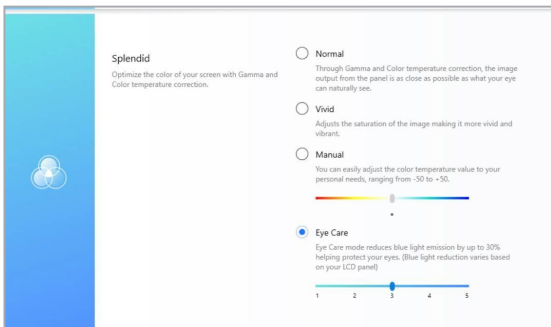 Splendid
Optimize the color of your screen with Gamma and
Color temperature correction.
Normal
Through Gamma and Color temperature correction, the image
output from the panel is as close as possible as what your eye
can naturally see.
Vivid
Adjusts the saturation of the image making it more vivid and
vibrant.
Manual
You can easily adjust the color temperature value to your
personal needs, ranging from -50 to +50.
Eye Care
Eye Care mode reduces blue light emission by up to 30%
helping protect your eyes. (Blue light reduction varies based
on your LCD panel)
1 2 3 4 5